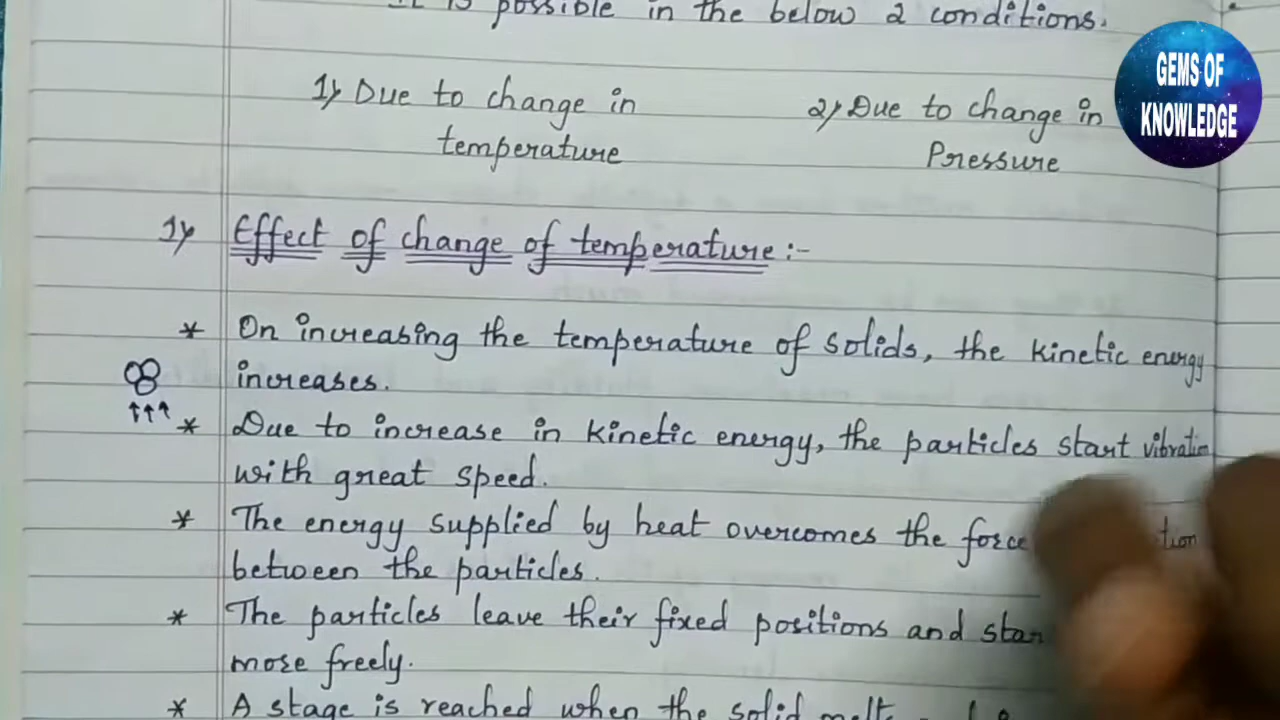 It is possible in the below 2 conditions.
1) Due to change in
temperature
2) Due to change in
Pressure
GEMS OF
KNOWLEDGE
1) Effect of change of temperature :-
* On increasing the temperature of solids, the kinetic energy
increases.
* Due to increase in kinetic energy, the particles start vibration
with great speed.
* The energy supplied by heat overcomes the force
between the particles.
* The particles leave their fixed positions and
more freely.
* A stage is reached when the solid